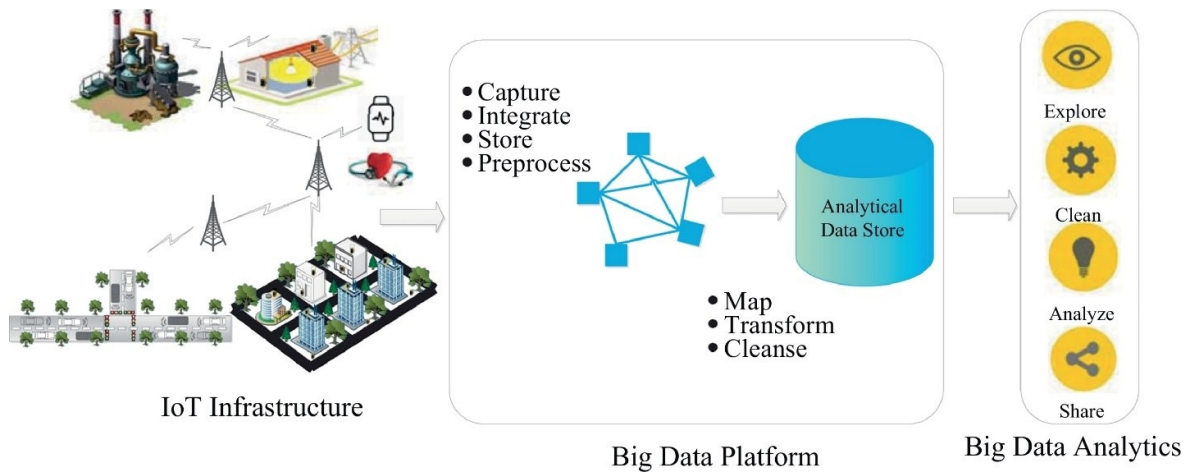 • Capture
• Integrate
• Store
• Preprocess
Analytical
Data Store
• Map
• Transform
• Cleanse
Explore
Clean
Analyze
Share
IoT Infrastructure
Big Data Platform
Big Data Analytics